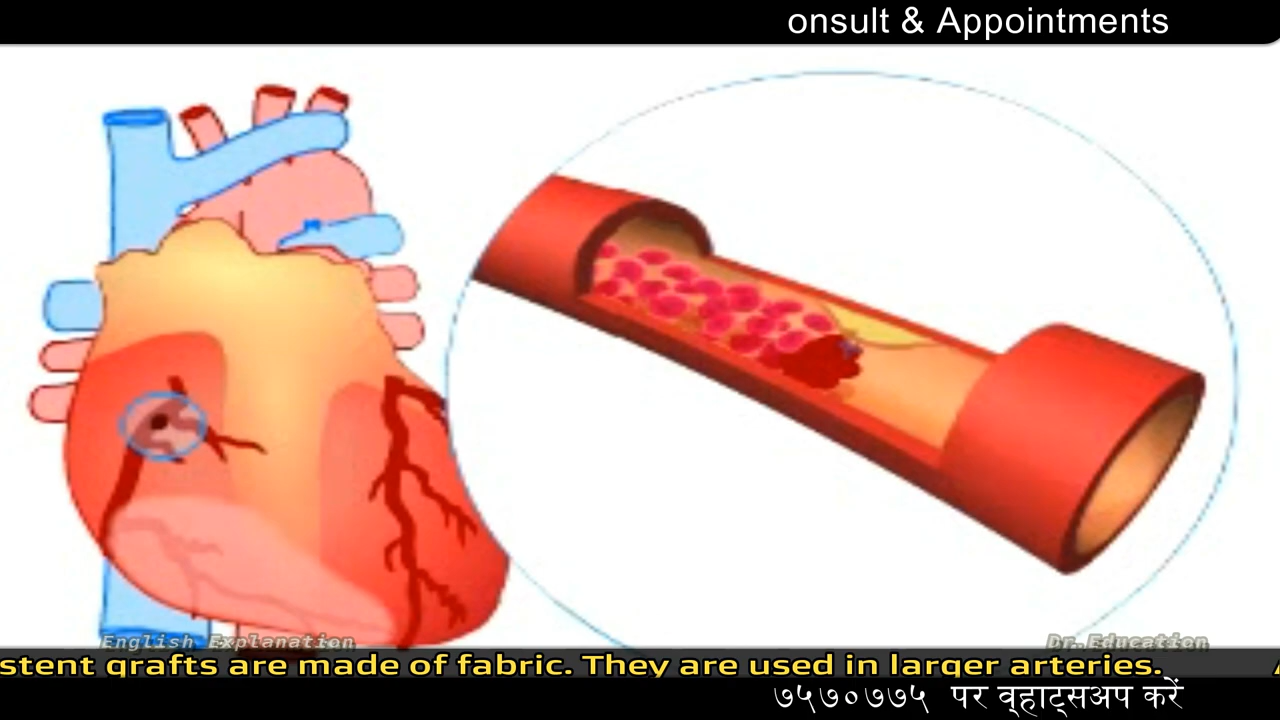 onsult & Appointments
English Explanation
Dr.Education
stent grafts are made of fabric. They are used in larger arteries.
७५७०७७५ पर व्हाट्सअप करें